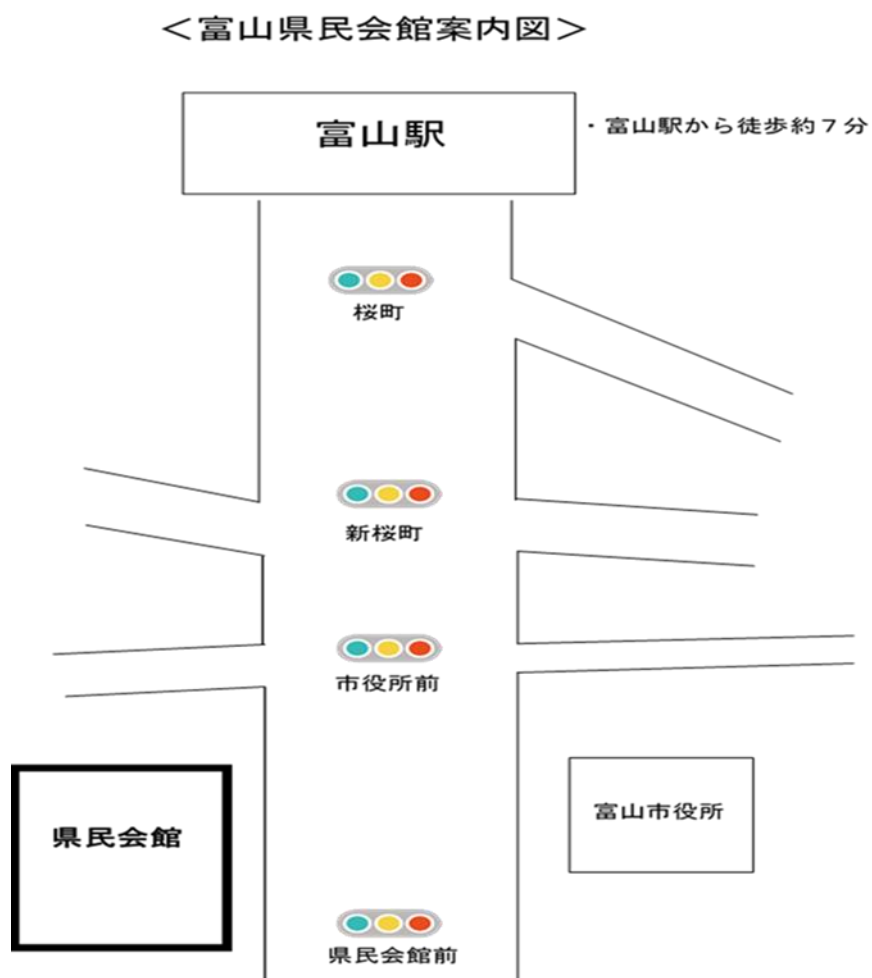 ＜富山県民会館案内図＞
富山駅
・富山駅から徒歩約７分
桜町
新桜町
市役所前
県民会館
富山市役所
県民会館前